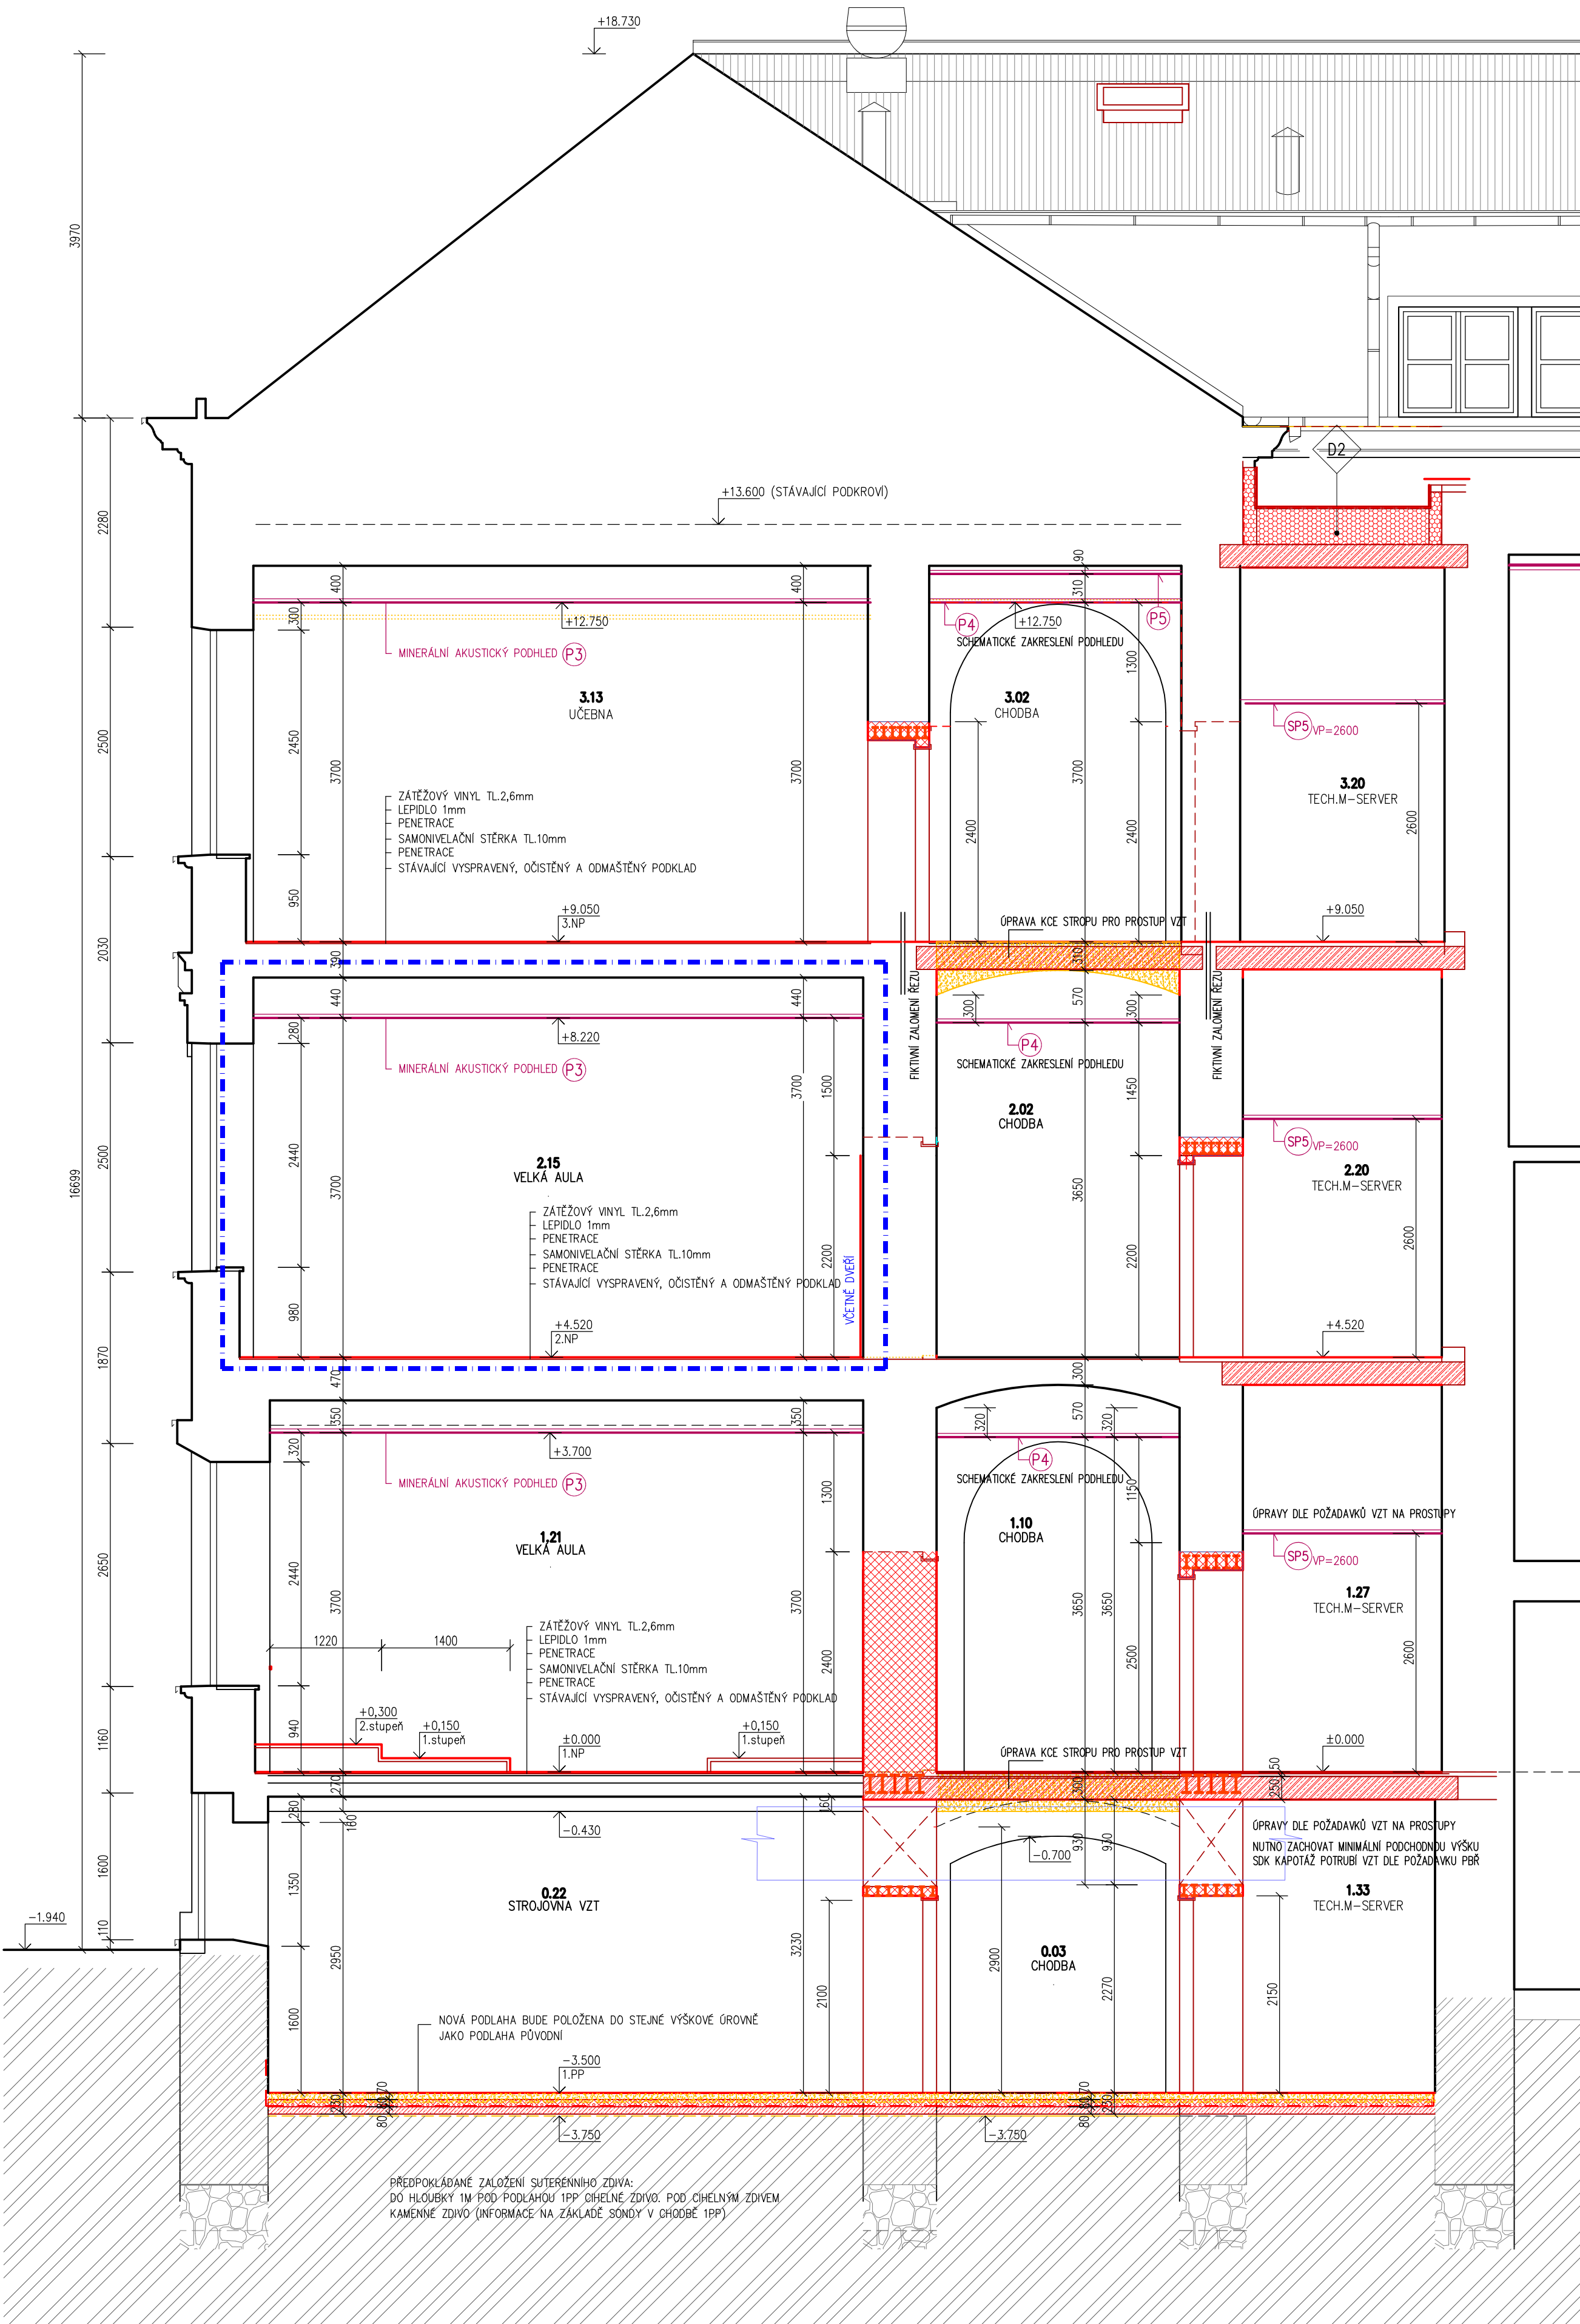 +18.730
3970
D2
+13.600 (STÁVAJÍCÍ PODKROVÍ)
2280
400
400
90
310
300
+12.750
P4
+12.750
P5
SCHEMATICKÉ ZAKRESLENÍ PODHLEDU
MINERÁLNÍ AKUSTICKÝ PODHLED P3
1300
3.13
UČEBNA
3.02
CHODBA
SP5 VP=2600
2500
2450
3700
3700
3700
2400
2400
3.20
TECH.M-SERVER
2600
ZÁTĚŽOVÝ VINYL TL.2,6mm
LEPIDLO 1mm
PENETRACE
SAMONIVELAČNÍ STĚRKA TL.10mm
PENETRACE
STÁVAJÍCÍ VYSPRAVENÝ, OČISTĚNÝ A ODMAŠTĚNÝ PODKLAD
950
+9.050
3.NP
ÚPRAVA KCE STROPU PRO PROSTUP VZT
+9.050
2030
390
310
440
440
570
300
300
FIKTIVNÍ ZALOMENÍ ŘEZU
FIKTIVNÍ ZALOMENÍ ŘEZU
280
+8.220
P4
SCHEMATICKÉ ZAKRESLENÍ PODHLEDU
MINERÁLNÍ AKUSTICKÝ PODHLED P3
3700
1500
1450
2.02
CHODBA
SP5 VP=2600
16699
2500
2440
3700
2.15
VELKÁ AULA
3650
2.20
TECH.M-SERVER
ZÁTĚŽOVÝ VINYL TL.2,6mm
LEPIDLO 1mm
PENETRACE
SAMONIVELAČNÍ STĚRKA TL.10mm
PENETRACE
STÁVAJÍCÍ VYSPRAVENÝ, OČISTĚNÝ A ODMAŠTĚNÝ PODKLAD
2200
2200
2600
VČETNĚ DVEŘÍ
980
+4.520
2.NP
+4.520
1870
470
300
350
350
570
320
320
320
+3.700
P4
SCHEMATICKÉ ZAKRESLENÍ PODHLEDU
MINERÁLNÍ AKUSTICKÝ PODHLED P3
1300
1150
ÚPRAVY DLE POŽADAVKŮ VZT NA PROSTUPY
1.21
VELKÁ AULA
1.10
CHODBA
SP5 VP=2600
2650
2440
3700
3700
3650
3650
1.27
TECH.M-SERVER
1220
1400
ZÁTĚŽOVÝ VINYL TL.2,6mm
LEPIDLO 1mm
PENETRACE
SAMONIVELAČNÍ STĚRKA TL.10mm
PENETRACE
STÁVAJÍCÍ VYSPRAVENÝ, OČISTĚNÝ A ODMAŠTĚNÝ PODKLAD
2400
2500
2600
1160
940
+0,300
2.stupeň
+0,150
1.stupeň
±0.000
1.NP
+0,150
1.stupeň
±0.000
ÚPRAVA KCE STROPU PRO PROSTUP VZT
270
300
250
50
280
160
160
-0.430
-0.700
930
930
ÚPRAVY DLE POŽADAVKŮ VZT NA PROSTUPY
NUTNO ZACHOVAT MINIMÁLNÍ PODCHODNOU VÝŠKU
SDK KAPOTÁŽ POTRUBÍ VZT DLE POŽADAVKU PBŘ
1600
1350
0.22
STROJOVNA VZT
1.33
TECH.M-SERVER
-1.940
110
2950
3230
2100
2900
0.03
CHODBA
2270
2150
1600
NOVÁ PODLAHA BUDE POLOŽENA DO STEJNÉ VÝŠKOVÉ ÚROVNĚ
JAKO PODLAHA PŮVODNÍ
-3.500
1.PP
230
80
80
70
80
80
70
230
-3.750
-3.750
PŘEDPOKLÁDANÉ ZALOŽENÍ SUTERÉNNÍHO ZDIVA:
DO HLOUBKY 1M POD PODLAHOU 1PP CIHELNÉ ZDIVO. POD CIHELNÝM ZDIVEM
KAMENNÉ ZDIVO (INFORMACE NA ZÁKLADĚ SONDY V CHODBĚ 1PP)